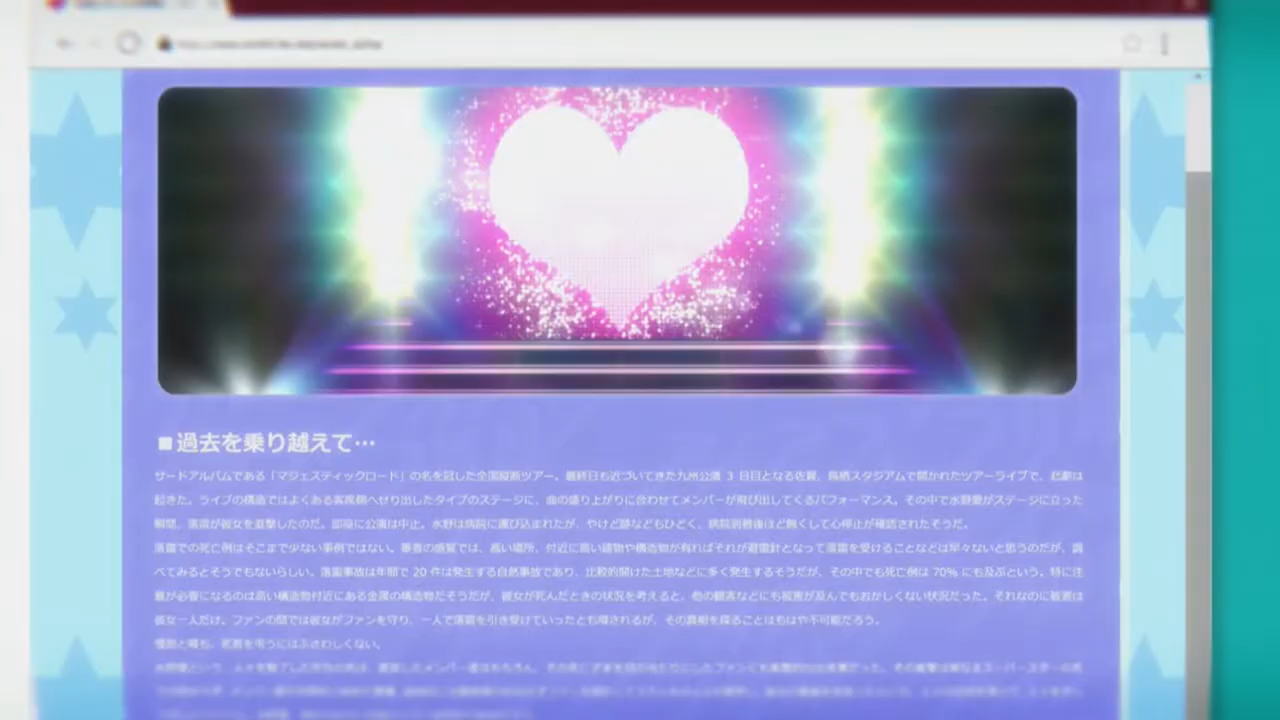 ■過去を乗り越えて…
サードアルバムである「マジェスティックロード」の名を冠した全国縦断ツアー。最終日も近づいてきた九州公演 3 日目となる佐賀、鳥栖スタジアムで開かれたツアーライブで、悲劇は
起きた。ライブの構造ではよくある客席側へせり出したタイプのステージに、曲の盛り上がりに合わせてメンバーが飛び出してくるパフォーマンス。その中で水野愛がステージに立った
瞬間、落雷が彼女を直撃したのだ。即座に公演は中止。水野は病院に運び込まれたが、やけど跡などもひどく、病院到着後ほど無くして心停止が確認されたそうだ。
落雷での死亡例はそこまで少ない事例ではない。筆者の感覚では、高い場所、付近に高い建物や構造物が有ればそれが避雷針となって落雷を受けることなどは早々ないと思うのだが、調
べてみるとそうでもないらしい。落雷事故は年間で 20 件は発生する自然事故であり、比較的開けた土地などに多く発生するそうだが、その中でも死亡例は 70% にも及ぶという。特に注
意が必要になるのは高い構造物付近にある金属の構造物だそうだが、彼女が死んだときの状況を考えると、他の観客などにも被害が及んでもおかしくない状況だった。それなのに被害は
彼女一人だけ。ファンの間では彼女がファンを守り、一人で落雷を引き受けていったとも噂されるが、その真相を探ることはもはや不可能だろう。
怪談と噂も、死者を弔うにはふさわしくない。